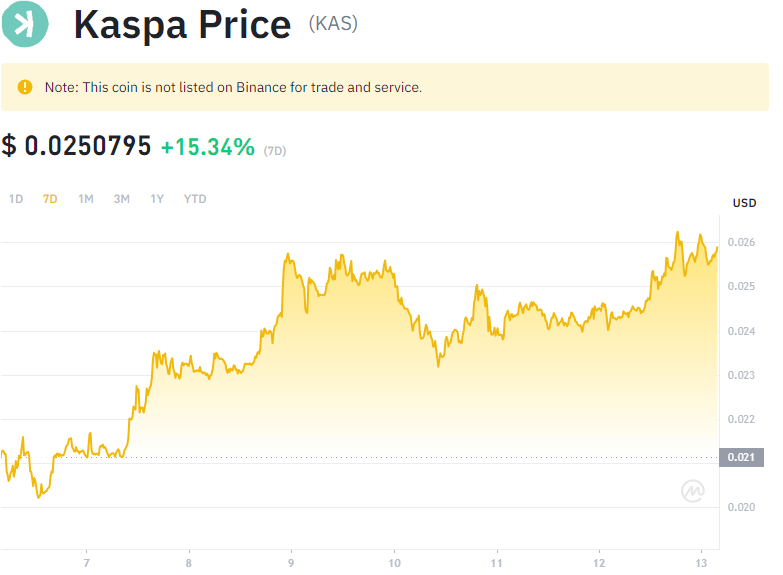 Kaspa Price (KAS)
Note: This coin is not listed on Binance for trade and service.
$ 0.0250795 +15.34% (7D)
1D 7D 1M 3M 1Y YTD
USD
0.026
0.025
0.024
0.023
0.022
0.021
0.020
7 8 9 10 11 12 13